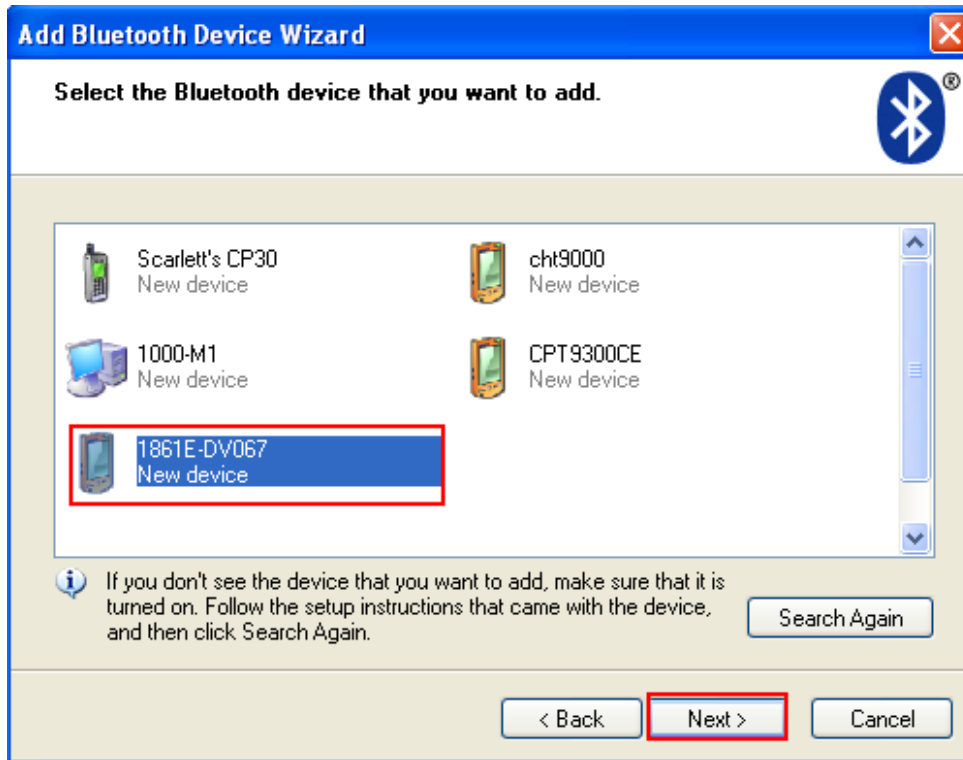 Add Bluetooth Device Wizard
Select the Bluetooth device that you want to add.
®
Scarlett's CP30
New device
cht9000
New device
1000-M1
New device
CPT9300CE
New device
1861E-DV067
New device
If you don't see the device that you want to add, make sure that it is
turned on. Follow the setup instructions that came with the device,
and then click Search Again.
Search Again
< Back
Next >
Cancel